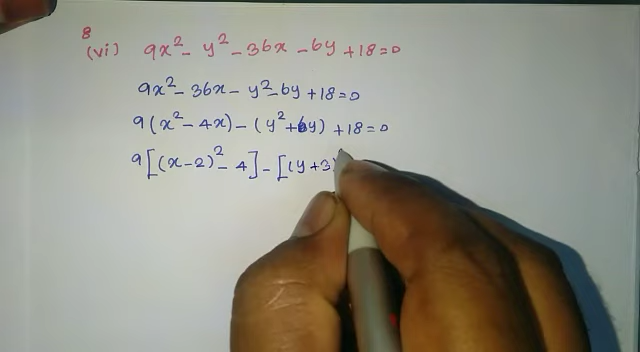 8
(vi) 9x² - y² - 36x - 6y + 18 = 0
9x² - 36x - y² - 6y + 18 = 0
9(x² - 4x) - (y² + 6y) + 18 = 0
9[(x - 2)² - 4] - [(y + 3)